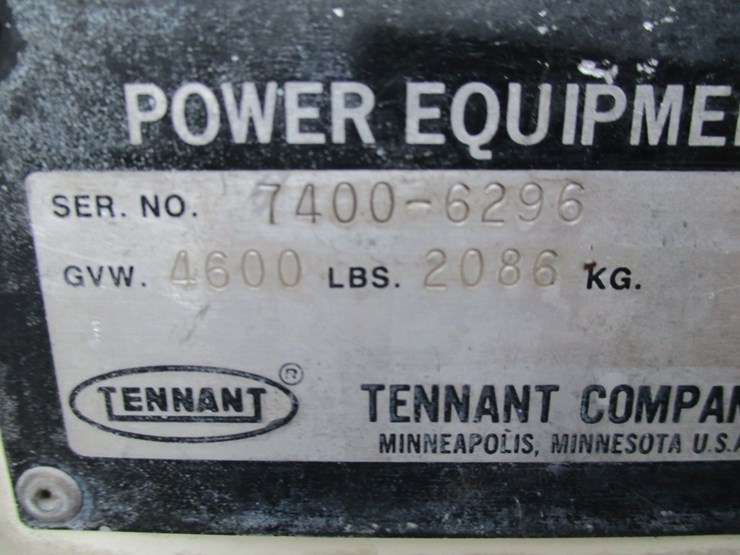 POWER EQUIPME
SER. NO. 7400-6296
GVW. 4600 LBS. 2086 KG.
TENNANT ®
TENNANT COMPAN
MINNEAPOLIS, MINNESOTA U.S.A